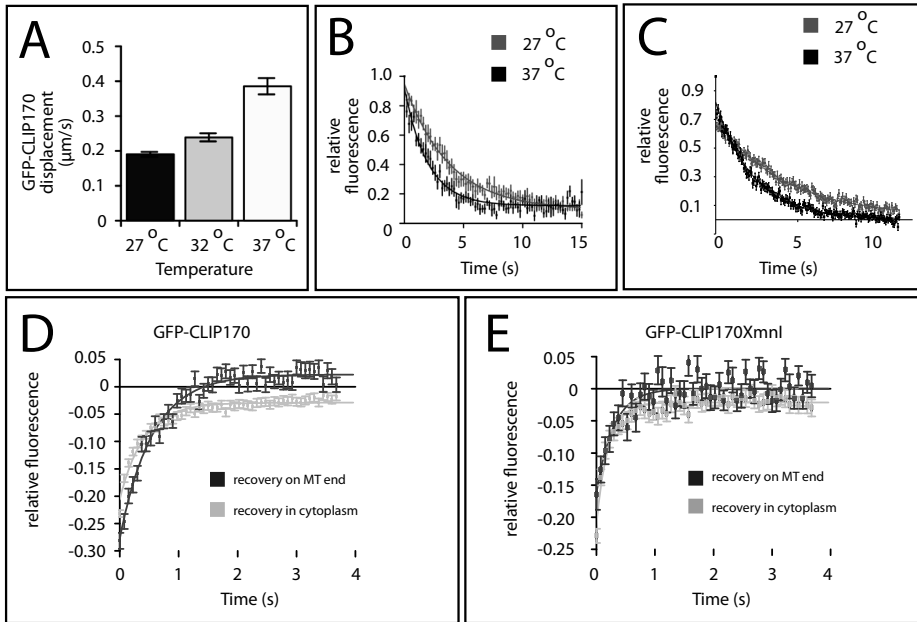 A
GFP-CLIP170
displacement
(µm/s)
0.5
0.4
0.3
0.2
0.1
0
27 °C 32 °C 37 °C
Temperature
B
27 °C
37 °C
relative
fluorescence
1.0
0.8
0.6
0.4
0.2
0
0 5 10 15
Time (s)
C
27 °C
37 °C
relative
fluorescence
0.9
0.7
0.5
0.3
0.1
0 5 10
Time (s)
D
GFP-CLIP170
relative fluorescence
0.05
0
-0.05
-0.10
-0.15
-0.20
-0.25
-0.30
recovery on MT end
recovery in cytoplasm
0 1 2 3 4
Time (s)
E
GFP-CLIP170XmnI
relative fluorescence
0.05
0
-0.05
-0.10
-0.15
-0.20
-0.25
recovery on MT end
recovery in cytoplasm
0 1 2 3 4
Time (s)